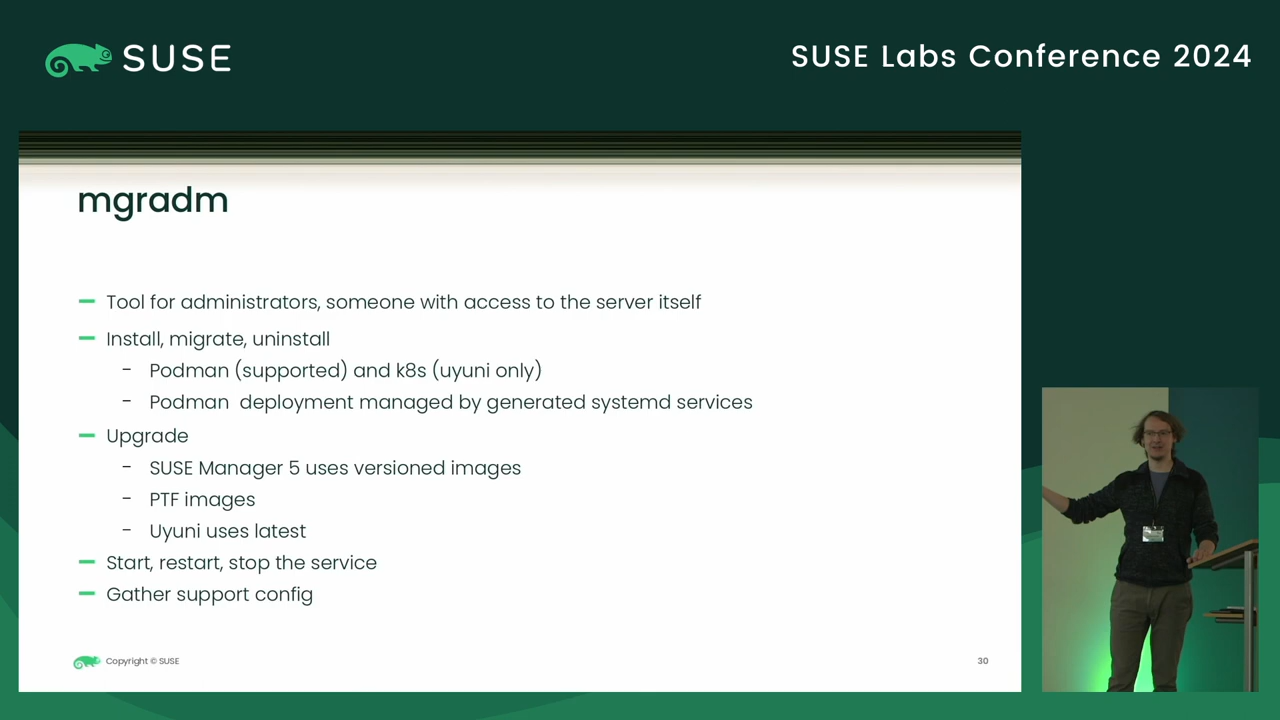 SUSE
SUSE Labs Conference 2024
mgradm
Tool for administrators, someone with access to the server itself
Install, migrate, uninstall
- Podman (supported) and k8s (uyuni only)
- Podman deployment managed by generated systemd services
Upgrade
- SUSE Manager 5 uses versioned images
- PTF images
- Uyuni uses latest
Start, restart, stop the service
Gather support config
Copyright © SUSE
30